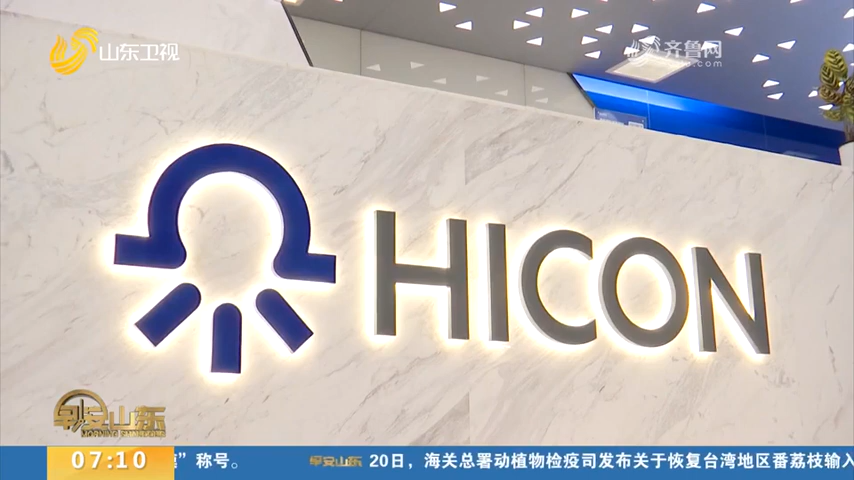 山东卫视
齐鲁网
HICON
早安山东
MORNING SHANDONG
07:10
”称号。
早安山东
20日，海关总署动植物检疫司发布关于恢复台湾地区番荔枝输入